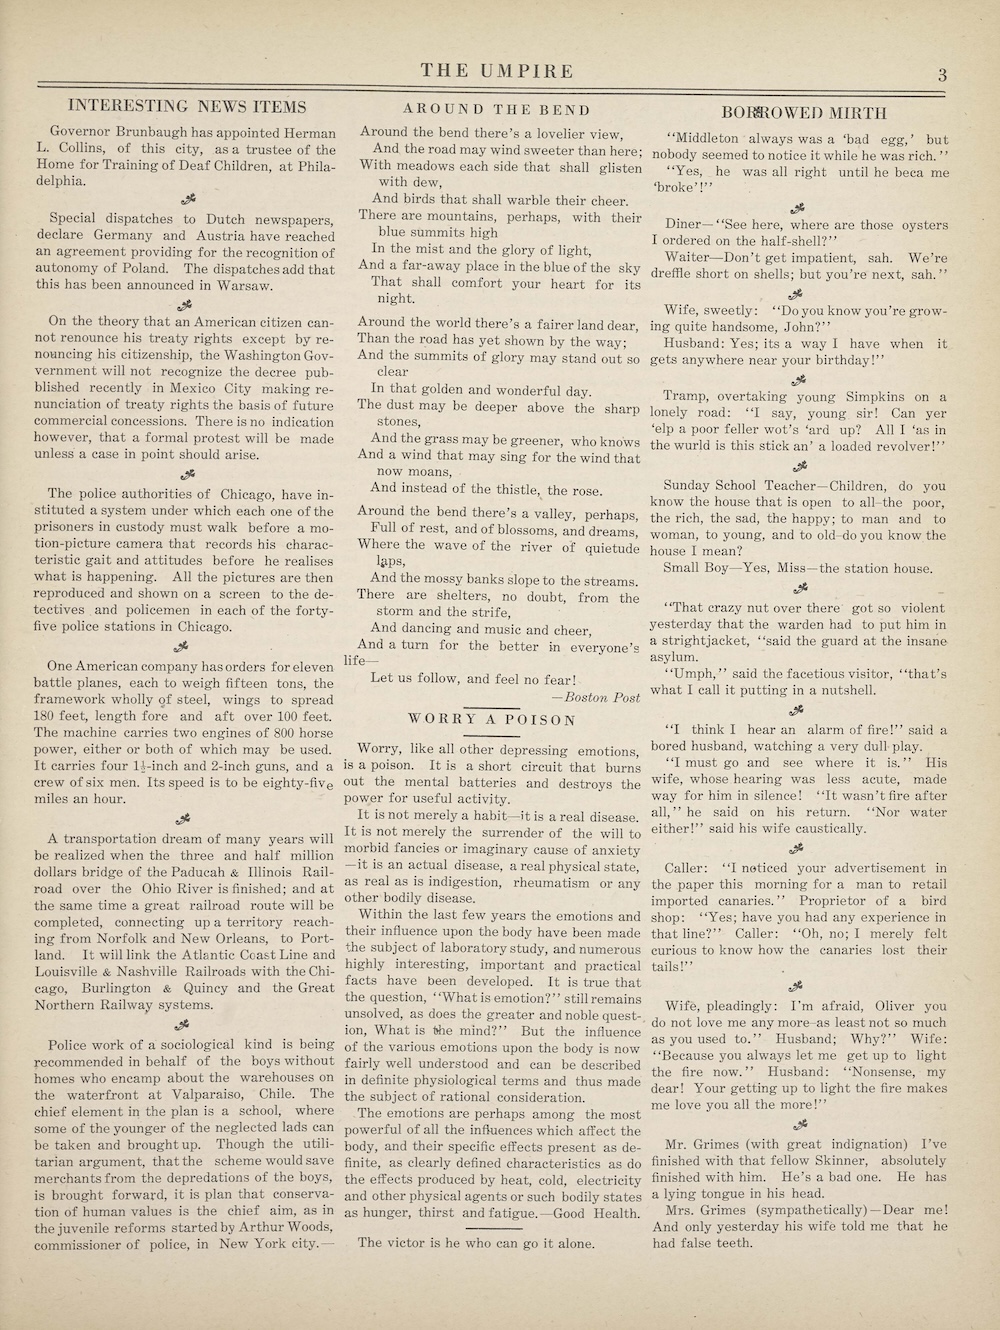 THE UMPIRE
3
INTERESTING NEWS ITEMS
Governor Brunbaugh has appointed Herman
L. Collins, of this city, as a trustee of the
Home for Training of Deaf Children, at Phila-
delphia.
Special dispatches to Dutch newspapers,
declare Germany and Austria have reached
an agreement providing for the recognition of
autonomy of Poland. The dispatches add that
this has been announced in Warsaw.
On the theory that an American citizen can-
not renounce his treaty rights except by re-
nouncing his citizenship, the Washington Gov-
vernment will not recognize the decree pub-
blished recently in Mexico City making re-
nunciation of treaty rights the basis of future
commercial concessions. There is no indication
however, that a formal protest will be made
unless a case in point should arise.
The police authorities of Chicago, have in-
stituted a system under which each one of the
prisoners in custody must walk before a mo-
tion-picture camera that records his charac-
teristic gait and attitudes before he realises
what is happening. All the pictures are then
reproduced and shown on a screen to the de-
tectives and policemen in each of the forty-
five police stations in Chicago.
One American company has orders for eleven
battle planes, each to weigh fifteen tons, the
framework wholly of steel, wings to spread
180 feet, length fore and aft over 100 feet.
The machine carries two engines of 800 horse
power, either or both of which may be used.
It carries four 1½-inch and 2-inch guns, and a
crew of six men. Its speed is to be eighty-five
miles an hour.
A transportation dream of many years will
be realized when the three and half million
dollars bridge of the Paducah & Illinois Rail-
road over the Ohio River is finished; and at
the same time a great railroad route will be
completed, connecting up a territory reach-
ing from Norfolk and New Orleans, to Port-
land. It will link the Atlantic Coast Line and
Louisville & Nashville Railroads with the Chi-
cago, Burlington & Quincy and the Great
Northern Railway systems.
Police work of a sociological kind is being
recommended in behalf of the boys without
homes who encamp about the warehouses on
the waterfront at Valparaiso, Chile. The
chief element in the plan is a school, where
some of the younger of the neglected lads can
be taken and brought up. Though the utili-
tarian argument, that the scheme would save
merchants from the depredations of the boys,
is brought forward, it is plan that conserva-
tion of human values is the chief aim, as in
the juvenile reforms started by Arthur Woods,
commissioner of police, in New York city.—
AROUND THE BEND
Around the bend there's a lovelier view,
And the road may wind sweeter than here;
With meadows each side that shall glisten
with dew,
And birds that shall warble their cheer.
There are mountains, perhaps, with their
blue summits high
In the mist and the glory of light,
And a far-away place in the blue of the sky
That shall comfort your heart for its
night.
Around the world there's a fairer land dear,
Than the road has yet shown by the way;
And the summits of glory may stand out so
clear
In that golden and wonderful day.
The dust may be deeper above the sharp
stones,
And the grass may be greener, who knows
And a wind that may sing for the wind that
now moans,
And instead of the thistle, the rose.
Around the bend there's a valley, perhaps,
Full of rest, and of blossoms, and dreams,
Where the wave of the river of quietude
laps,
And the mossy banks slope to the streams.
There are shelters, no doubt, from the
storm and the strife,
And dancing and music and cheer,
And a turn for the better in everyone's
life—
Let us follow, and feel no fear!
—Boston Post
WORRY A POISON
Worry, like all other depressing emotions,
is a poison. It is a short circuit that burns
out the mental batteries and destroys the
power for useful activity.
It is not merely a habit—it is a real disease.
It is not merely the surrender of the will to
morbid fancies or imaginary cause of anxiety
—it is an actual disease, a real physical state,
as real as is indigestion, rheumatism or any
other bodily disease.
Within the last few years the emotions and
their influence upon the body have been made
the subject of laboratory study, and numerous
highly interesting, important and practical
facts have been developed. It is true that
the question, "What is emotion?" still remains
unsolved, as does the greater and noble quest-
ion, What is the mind?" But the influence
of the various emotions upon the body is now
fairly well understood and can be described
in definite physiological terms and thus made
the subject of rational consideration.
The emotions are perhaps among the most
powerful of all the influences which affect the
body, and their specific effects present as de-
finite, as clearly defined characteristics as do
the effects produced by heat, cold, electricity
and other physical agents or such bodily states
as hunger, thirst and fatigue.—Good Health.
The victor is he who can go it alone.
BORROWED MIRTH
"Middleton always was a 'bad egg,' but
nobody seemed to notice it while he was rich."
"Yes, he was all right until he beca me
'broke'!"
Diner—"See here, where are those oysters
I ordered on the half-shell?"
Waiter—Don't get impatient, sah. We're
dreffle short on shells; but you're next, sah."
Wife, sweetly: "Do you know you're grow-
ing quite handsome, John?"
Husband: Yes; its a way I have when it
gets anywhere near your birthday!"
Tramp, overtaking young Simpkins on a
lonely road: "I say, young sir! Can yer
'elp a poor feller wot's 'ard up? All I 'as in
the wurld is this stick an' a loaded revolver!"
Sunday School Teacher—Children, do you
know the house that is open to all—the poor,
the rich, the sad, the happy; to man and to
woman, to young, and to old—do you know the
house I mean?
Small Boy—Yes, Miss—the station house.
"That crazy nut over there got so violent
yesterday that the warden had to put him in
a strightjacket, "said the guard at the insane
asylum.
"Umph," said the facetious visitor, "that's
what I call it putting in a nutshell.
"I think I hear an alarm of fire!" said a
bored husband, watching a very dull play.
"I must go and see where it is." His
wife, whose hearing was less acute, made
way for him in silence! "It wasn't fire after
all," he said on his return. "Nor water
either!" said his wife caustically.
Caller: "I noticed your advertisement in
the paper this morning for a man to retail
imported canaries." Proprietor of a bird
shop: "Yes; have you had any experience in
that line?" Caller: "Oh, no; I merely felt
curious to know how the canaries lost their
tails!"
Wife, pleadingly: I'm afraid, Oliver you
do not love me any more—as least not so much
as you used to." Husband; Why?" Wife:
"Because you always let me get up to light
the fire now." Husband: "Nonsense, my
dear! Your getting up to light the fire makes
me love you all the more!"
Mr. Grimes (with great indignation) I've
finished with that fellow Skinner, absolutely
finished with him. He's a bad one. He has
a lying tongue in his head.
Mrs. Grimes (sympathetically)—Dear me!
And only yesterday his wife told me that he
had false teeth.